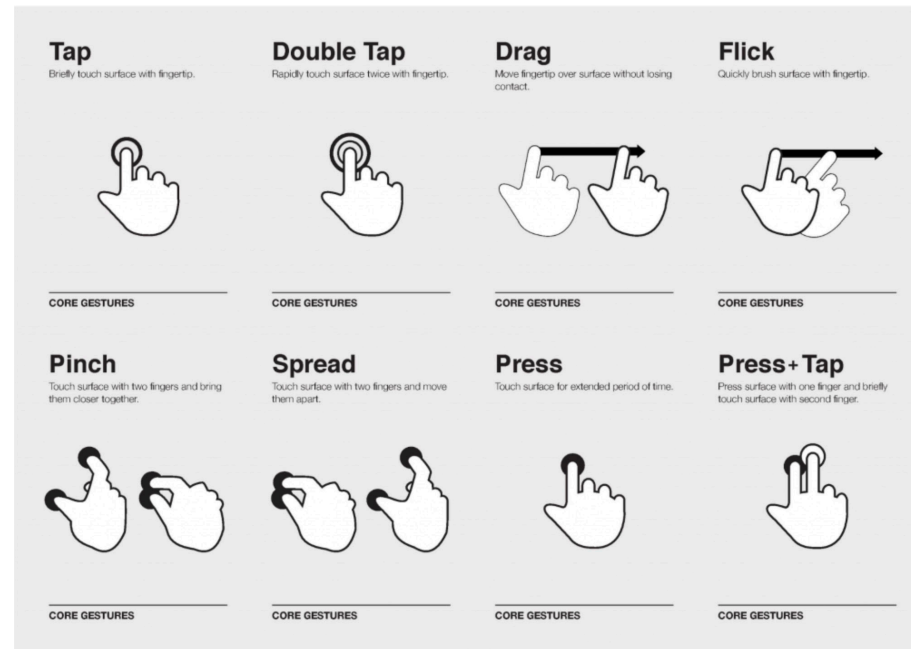 Tap
Briefly touch surface with fingertip.
Double Tap
Rapidly touch surface twice with fingertip.
Drag
Move fingertip over surface without losing
contact.
Flick
Quickly brush surface with fingertip.
CORE GESTURES
CORE GESTURES
CORE GESTURES
CORE GESTURES
Pinch
Touch surface with two fingers and bring
them closer together.
Spread
Touch surface with two fingers and move
them apart.
Press
Touch surface for extended period of time.
Press+Tap
Press surface with one finger and briefly
touch surface with second finger.
CORE GESTURES
CORE GESTURES
CORE GESTURES
CORE GESTURES